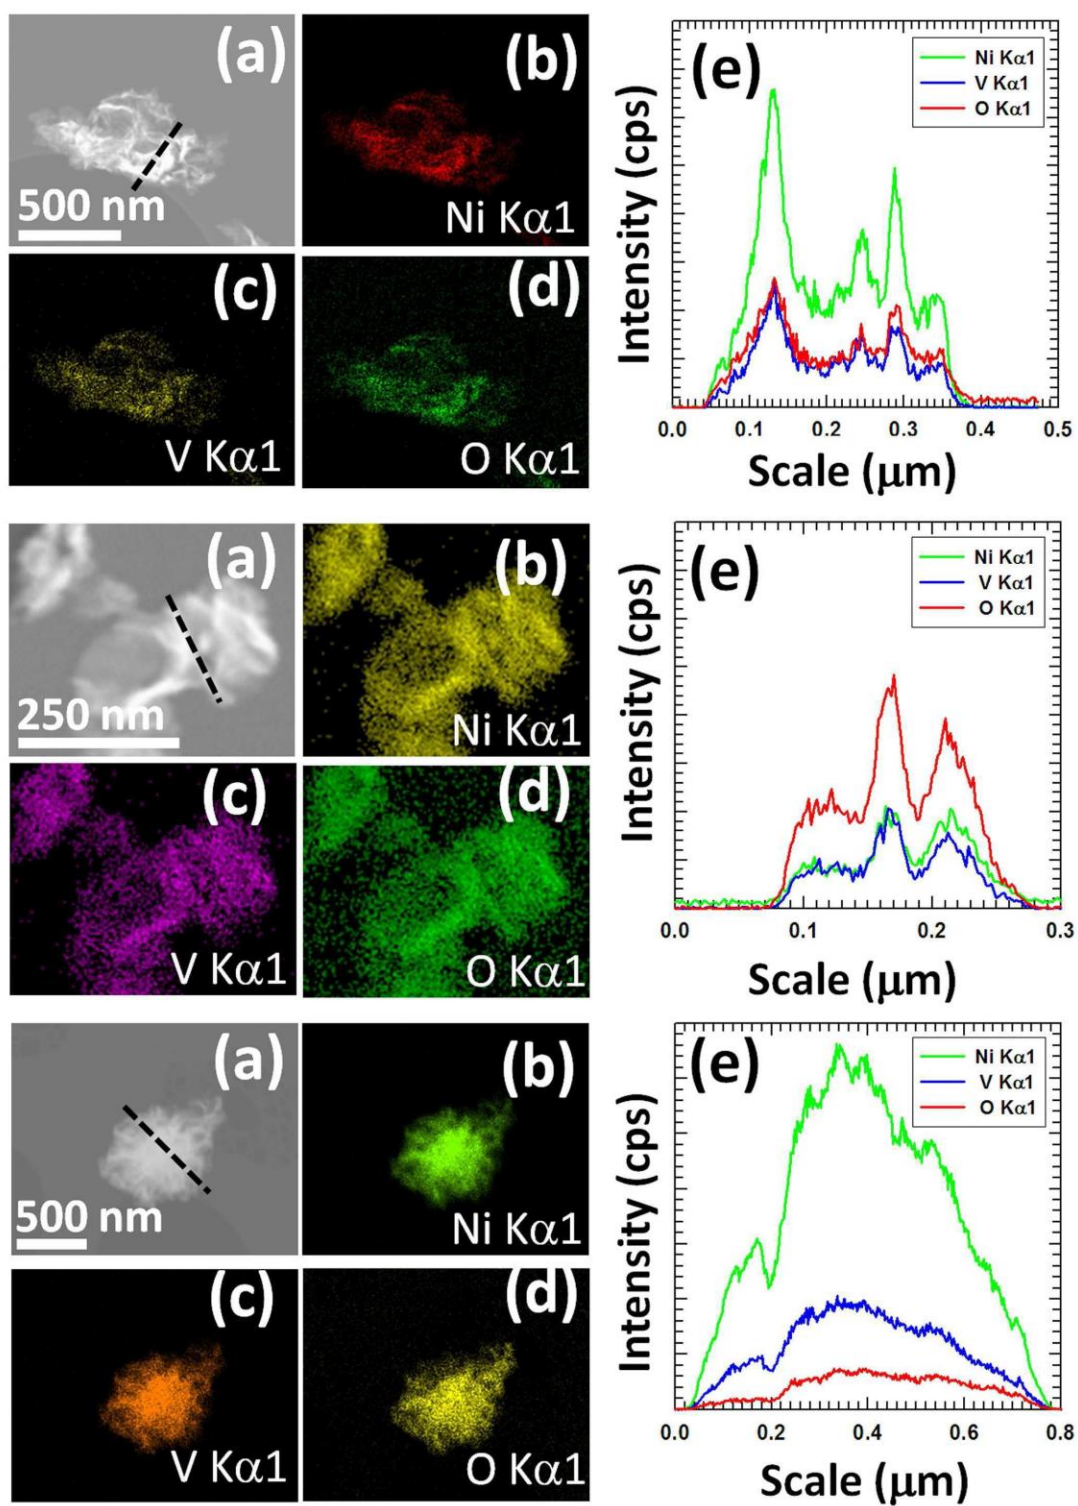 (a)
500 nm
(b)
Ni Kα1
(c)
V Kα1
(d)
O Kα1
(e)
Ni Kα1
V Kα1
O Kα1
Intensity (cps)
0.0 0.1 0.2 0.3 0.4 0.5
Scale (μm)
(a)
250 nm
(b)
Ni Kα1
(c)
V Kα1
(d)
O Kα1
(e)
Ni Kα1
V Kα1
O Kα1
Intensity (cps)
0.0 0.1 0.2 0.3
Scale (μm)
(a)
500 nm
(b)
Ni Kα1
(c)
V Kα1
(d)
O Kα1
(e)
Ni Kα1
V Kα1
O Kα1
Intensity (cps)
0.0 0.2 0.4 0.6 0.8
Scale (μm)